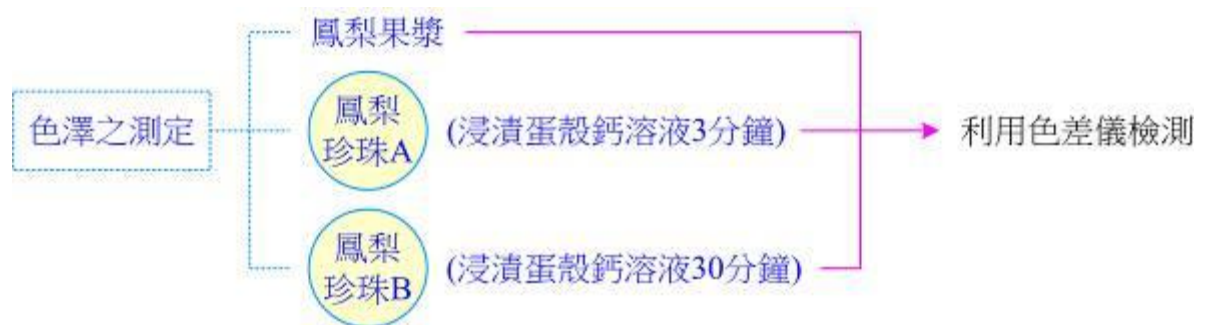 鳳梨果漿
色澤之測定
鳳梨
珍珠A
(浸漬蛋殼鈣溶液3分鐘)
利用色差儀檢測
鳳梨
珍珠B
(浸漬蛋殼鈣溶液30分鐘)